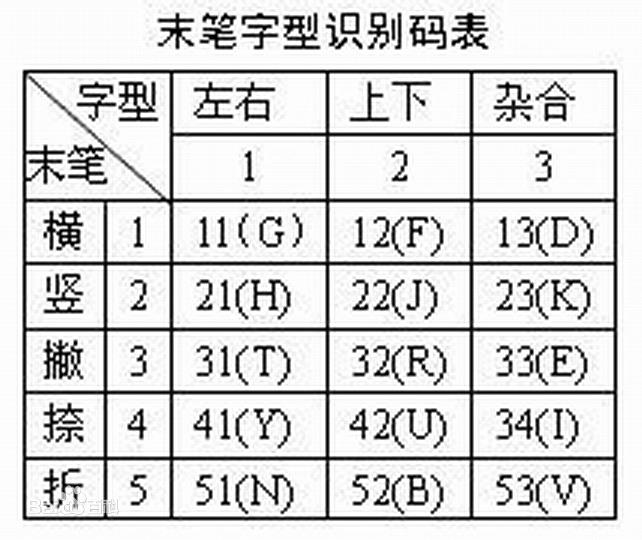 末笔字型识别码表
字型 左右 上下 杂合
末笔 1 2 3
横 1 11(G) 12(F) 13(D)
竖 2 21(H) 22(J) 23(K)
撇 3 31(T) 32(R) 33(E)
捺 4 41(Y) 42(U) 34(I)
折 5 51(N) 52(B) 53(V)
Bai百科